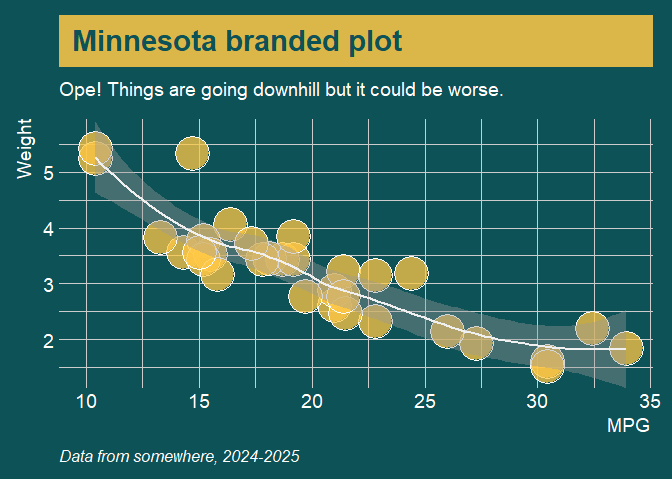 Minnesota branded plot
Ope! Things are going downhill but it could be worse.
Weight
5
4
3
2
10 15 20 25 30 35
MPG
Data from somewhere, 2024-2025